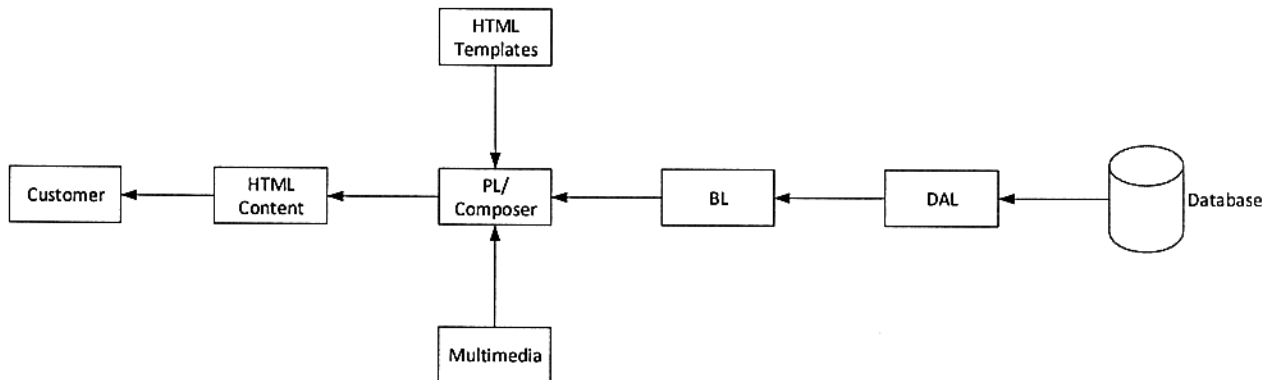 HTML
Templates
Customer
HTML
Content
PL/
Composer
BL
DAL
Database
Multimedia